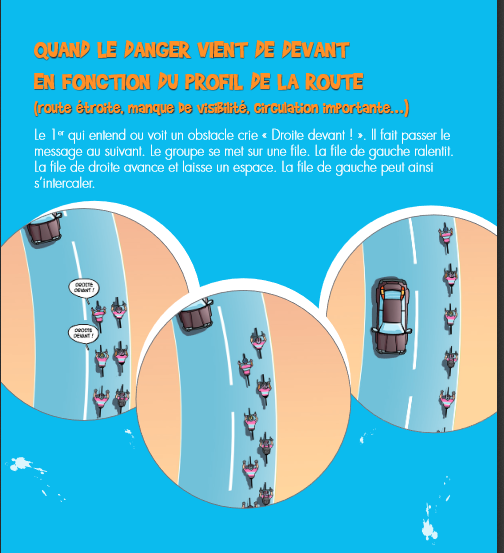 QUAND LE DANGER VIENT DE DEVANT
EN FONCTION DU PROFIL DE LA ROUTE
(route étroite, manque de visibilité, circulation importante...)
Le 1er qui entend ou voit un obstacle crie « Droite devant ! ». Il fait passer le
message au suivant. Le groupe se met sur une file. La file de gauche ralentit.
La file de droite avance et laisse un espace. La file de gauche peut ainsi
s'intercaler.
DROITE
DEVANT !
DROITE
DEVANT !